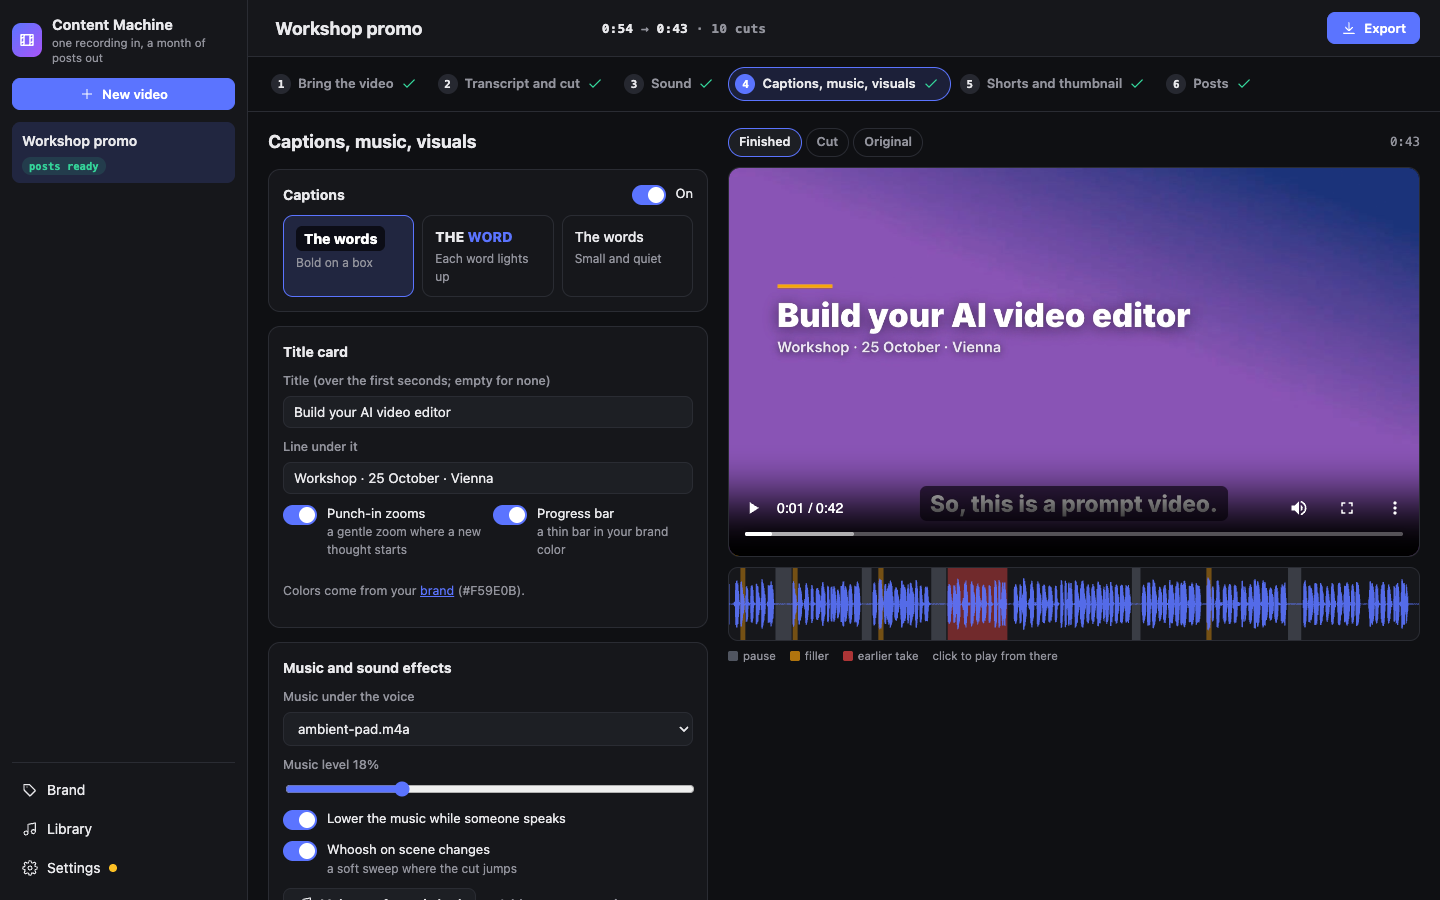 Content Machine
one recording in, a month of
posts out
New video
Workshop promo
posts ready
Brand
Library
Settings
Workshop promo
0:54 → 0:43 · 10 cuts
Export
1 Bring the video
2 Transcript and cut
3 Sound
4 Captions, music, visuals
5 Shorts and thumbnail
6 Posts
Captions, music, visuals
Captions
On
The words
Bold on a box
THE WORD
Each word lights
up
The words
Small and quiet
Title card
Title (over the first seconds; empty for none)
Build your AI video editor
Line under it
Workshop · 25 October · Vienna
Punch-in zooms
a gentle zoom where a new
thought starts
Progress bar
a thin bar in your brand
color
Colors come from your brand (#F59E0B).
Music and sound effects
Music under the voice
ambient-pad.m4a
Music level 18%
Lower the music while someone speaks
Whoosh on scene changes
a soft sweep where the cut jumps
Finished
Cut
Original
0:43
Build your AI video editor
Workshop · 25 October · Vienna
So, this is a prompt video.
0:01 / 0:42
pause
filler
earlier take
click to play from there